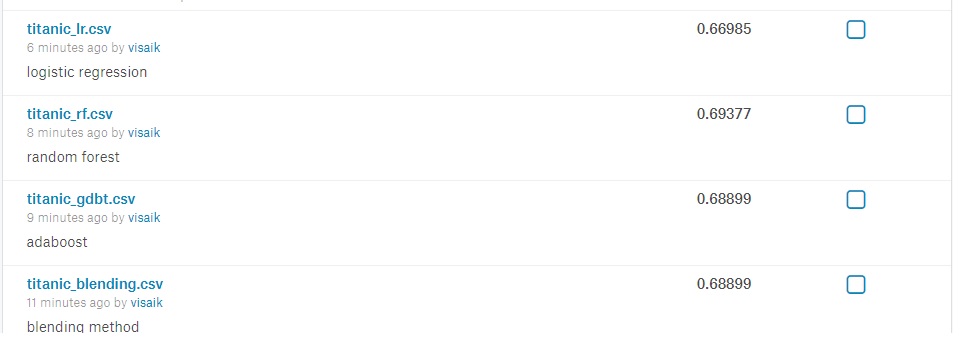 titanic_lr.csv 0.66985
6 minutes ago by visaik
logistic regression
titanic_rf.csv 0.69377
8 minutes ago by visaik
random forest
titanic_gdbt.csv 0.68899
9 minutes ago by visaik
adaboost
titanic_blending.csv 0.68899
11 minutes ago by visaik
blending method